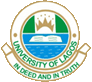 UNIVERSITY OF LAGOS
IN DEED AND IN TRUTH